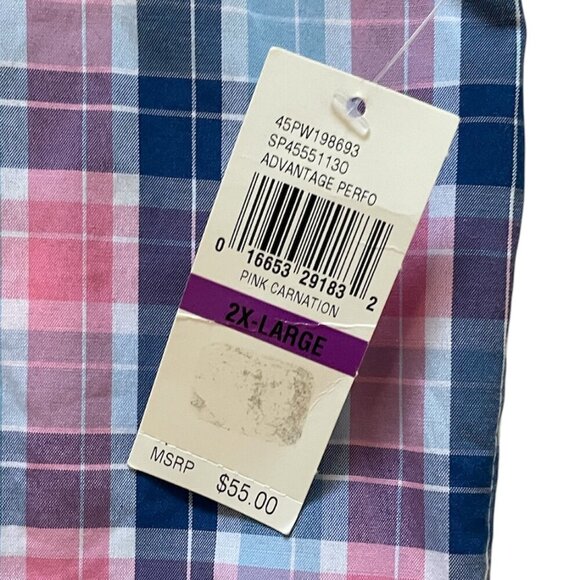 45PW198693
SP45551130
ADVANTAGE PERFO
0 16653 29183 2
PINK CARNATION
2X-LARGE
MSRP $55.00